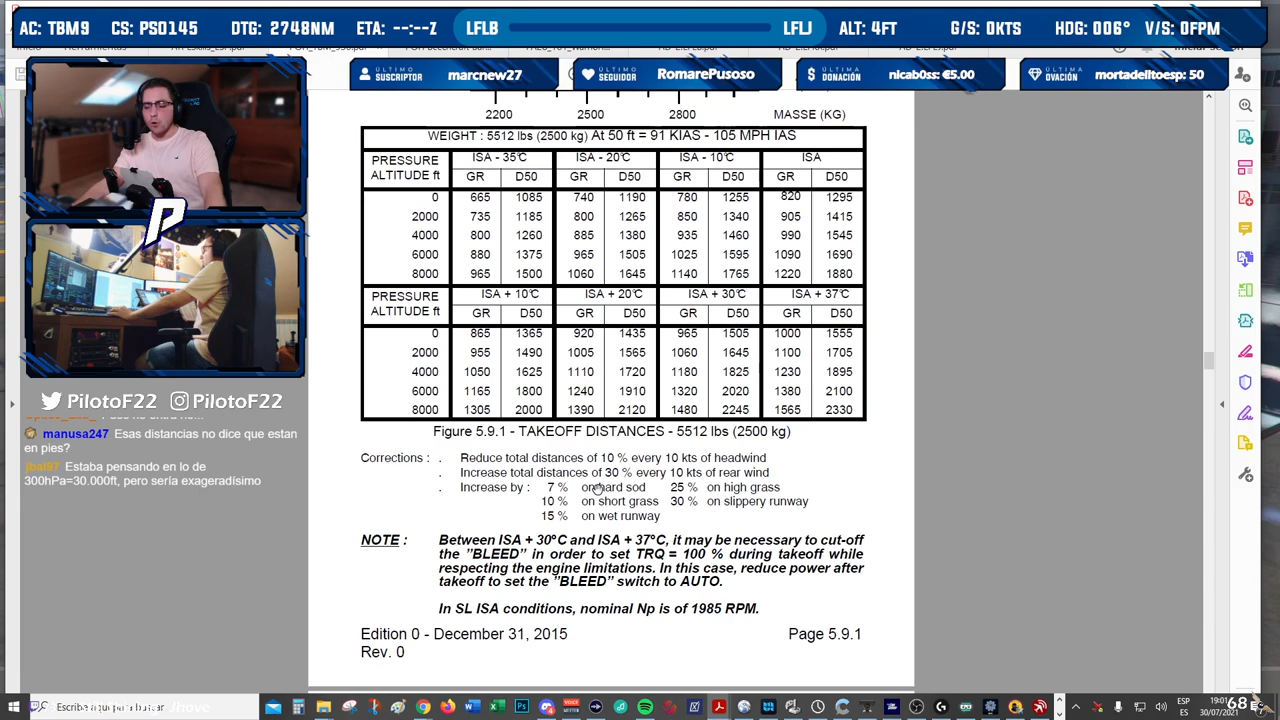 AC: TBM9 CS: PS0145 DTG: 2748NM ETA: --:--Z LFLB LFLJ ALT: 4FT G/S: 0KTS HDG: 006° V/S: 0FPM
ÚLTIMO SUSCRIPTOR marcnew27
ÚLTIMO SEGUIDOR RomarePusoso
ÚLTIMA DONACIÓN nicab0ss: €5.00
ÚLTIMA OVACIÓN mortadelitoesp: 50
2200 2500 2800 MASSE (KG)
WEIGHT : 5512 lbs (2500 kg) At 50 ft = 91 KIAS - 105 MPH IAS
PRESSURE ALTITUDE ft ISA - 35°C ISA - 20°C ISA - 10°C ISA
GR D50 GR D50 GR D50 GR D50
0 665 1085 740 1190 780 1255 820 1295
2000 735 1185 800 1265 850 1340 905 1415
4000 800 1260 885 1380 935 1460 990 1545
6000 880 1375 965 1505 1025 1595 1090 1690
8000 965 1500 1060 1645 1140 1765 1220 1880
PRESSURE ALTITUDE ft ISA + 10°C ISA + 20°C ISA + 30°C ISA + 37°C
GR D50 GR D50 GR D50 GR D50
0 865 1365 920 1435 965 1505 1000 1555
2000 955 1490 1005 1565 1060 1645 1100 1705
4000 1050 1625 1110 1720 1180 1825 1230 1895
6000 1165 1800 1240 1910 1320 2020 1380 2100
8000 1305 2000 1390 2120 1480 2245 1565 2330
Figure 5.9.1 - TAKEOFF DISTANCES - 5512 lbs (2500 kg)
Corrections : . Reduce total distances of 10 % every 10 kts of headwind
. Increase total distances of 30 % every 10 kts of rear wind
. Increase by : 7 % on hard sod 25 % on high grass
10 % on short grass 30 % on slippery runway
15 % on wet runway
NOTE : Between ISA + 30°C and ISA + 37°C, it may be necessary to cut-off
the "BLEED" in order to set TRQ = 100 % during takeoff while
respecting the engine limitations. In this case, reduce power after
takeoff to set the "BLEED" switch to AUTO.
In SL ISA conditions, nominal Np is of 1985 RPM.
Edition 0 - December 31, 2015 Page 5.9.1
Rev. 0
PilotoF22 PilotoF22
manusa247 Esas distancias no dice que estan
en pies?
jbal97 Estaba pensando en lo de
300hPa=30.000ft, pero sería exageradísimo
ESP
ES
19:01
30/07/